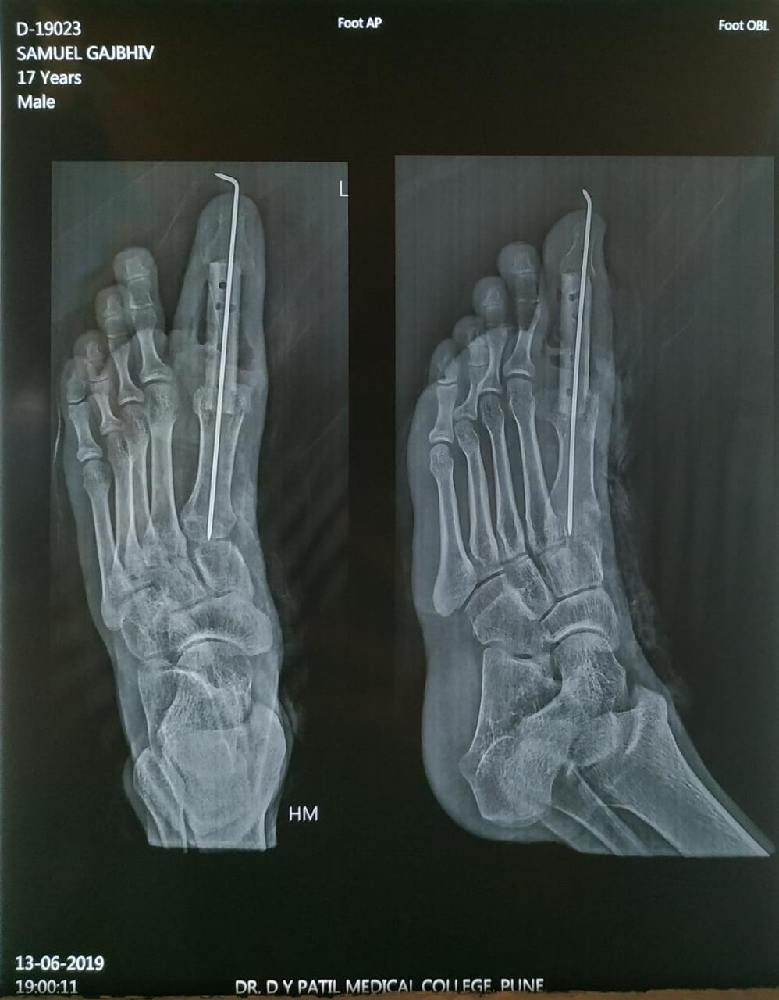 D-19023
SAMUEL GAJBHIV
17 Years
Male
Foot AP
Foot OBL
L
HM
13-06-2019
19:00:11
DR. D Y PATIL MEDICAL COLLEGE, PUNE